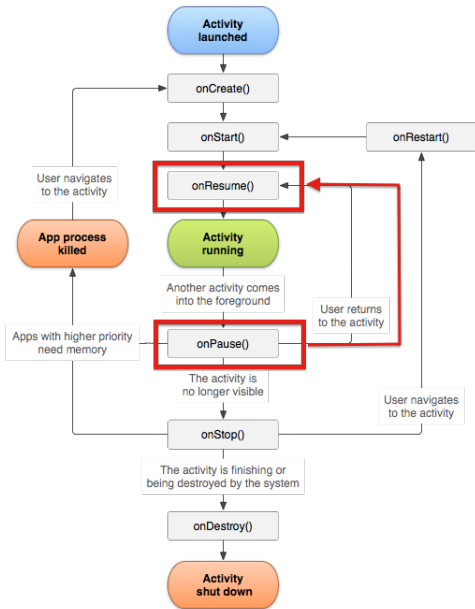 Activity
launched
onCreate()
onStart()
onRestart()
User navigates
to the activity
onResume()
App process
killed
Activity
running
Another activity comes
into the foreground
User returns
to the activity
Apps with higher priority
need memory
onPause()
The activity is
no longer visible
User navigates
to the activity
onStop()
The activity is finishing or
being destroyed by the system
onDestroy()
Activity
shut down